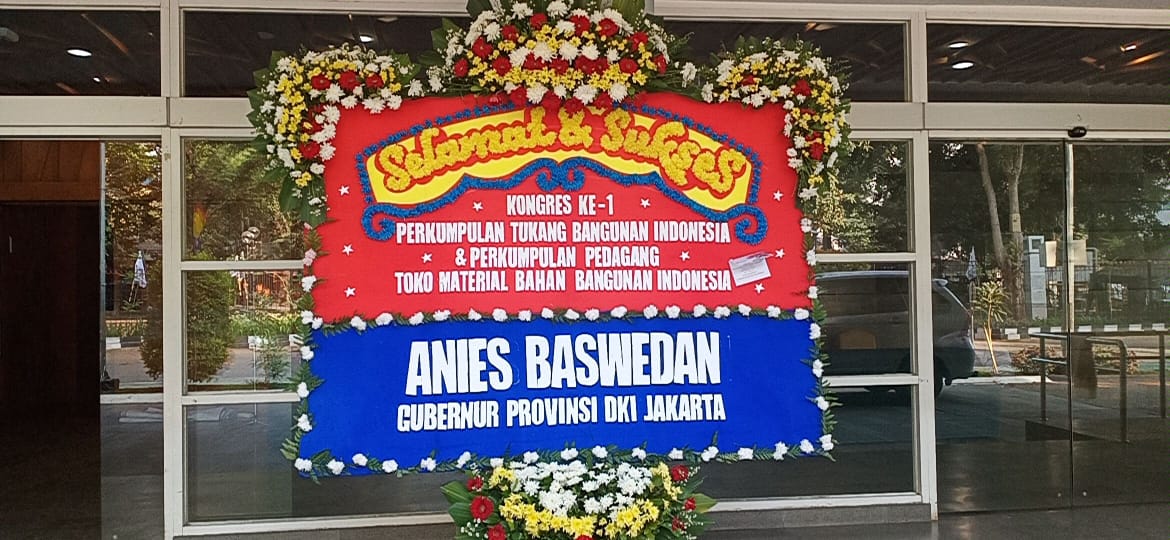 Selamat & Sukses
KONGRES KE-1
PERKUMPULAN TUKANG BANGUNAN INDONESIA
& PERKUMPULAN PEDAGANG
TOKO MATERIAL BAHAN BANGUNAN INDONESIA
ANIES BASWEDAN
GUBERNUR PROVINSI DKI JAKARTA